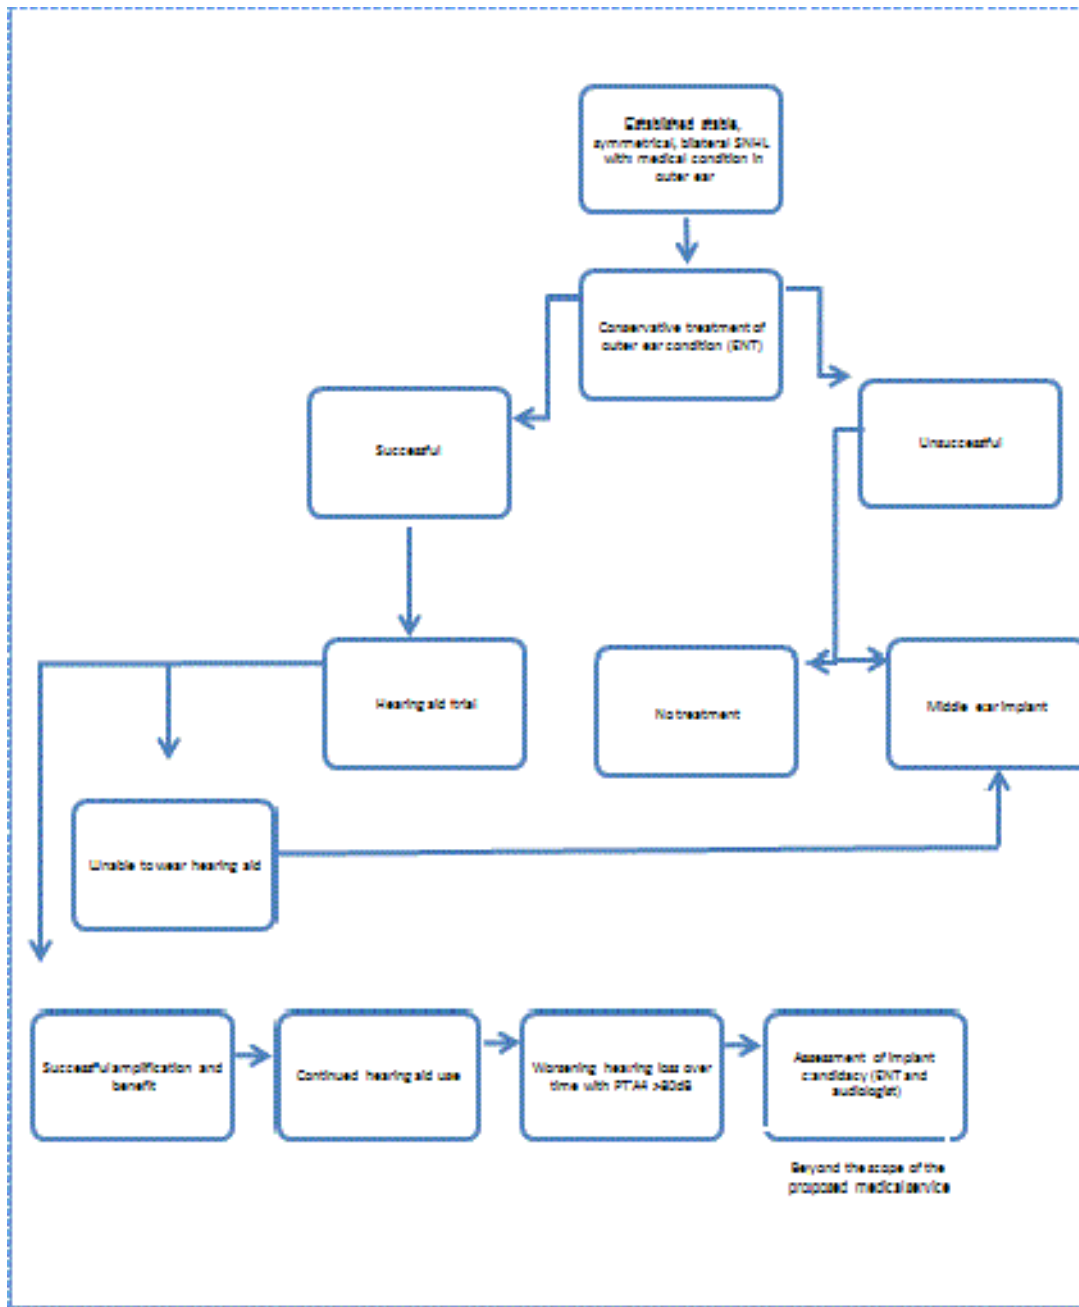 Established stable,
symmetrical, bilateral SNHL
with medical condition in
outer ear
Conservative treatment of
outer ear condition (ENT)
Successful
Unsuccessful
Hearing aid trial
No treatment
Middle ear implant
Unable to wear hearing aid
Successful amplification and
benefit
Continued hearing aid use
Worsening hearing loss over
time with PTA4 >80dB
Assessment of implant
candidacy (ENT and
audiologist)
Beyond the scope of the
proposed medical service